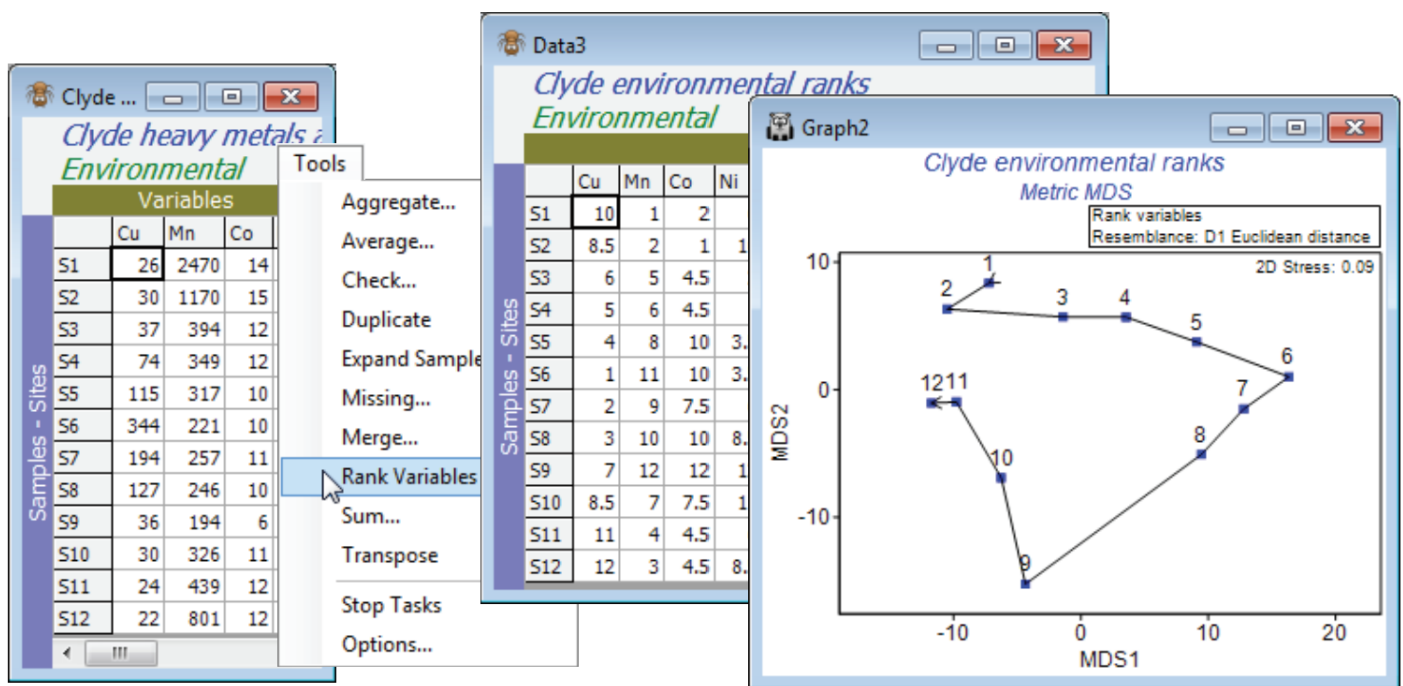 Clyde ...
Clyde heavy metals a
Environmental
Variables
Samples - Sites
Cu Mn Co
S1 26 2470 14
S2 30 1170 15
S3 37 394 12
S4 74 349 12
S5 115 317 10
S6 344 221 10
S7 194 257 11
S8 127 246 10
S9 36 194 6
S10 30 326 11
S11 24 439 12
S12 22 801 12
Tools
Aggregate...
Average...
Check...
Duplicate
Expand Sample
Missing...
Merge...
Rank Variables
Sum...
Transpose
Stop Tasks
Options...
Data3
Clyde environmental ranks
Environmental
Samples - Sites
Cu Mn Co Ni
S1 10 1 2
S2 8.5 2 1 1
S3 6 5 4.5
S4 5 6 4.5
S5 4 8 10 3.
S6 1 11 10 3.
S7 2 9 7.5
S8 3 10 10 8.
S9 7 12 12 1
S10 8.5 7 7.5 1
S11 11 4 4.5
S12 12 3 4.5 8.
Graph2
Clyde environmental ranks
Metric MDS
Rank variables
Resemblance: D1 Euclidean distance
2D Stress: 0.09
10
0
-10
MDS2
1
2
3
4
5
6
7
8
9
10
11
12
-10 0 10 20
MDS1